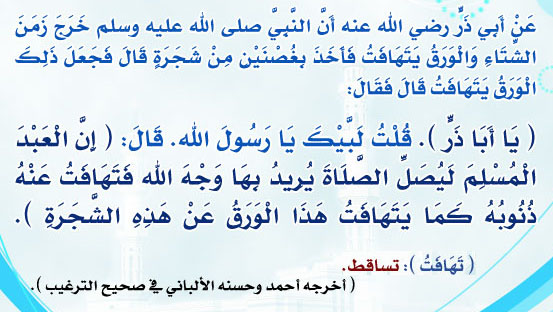 عَنْ أَبي ذَرٍّ رضي الله عنه أَنَّ النَّبيَّ صلى الله عليه وسلم خَرَجَ زَمَنَ
الشِّتَاءِ وَالْوَرَقُ يَتَهَافَتُ فَأَخَذَ بِغُصْنَيْنِ مِنْ شَجَرَةٍ قَالَ فَجَعَلَ ذَلِكَ
الْوَرَقُ يَتَهَافَتُ قَالَ فَقَالَ:
( يَا أَبَا ذَرٍّ ). قُلْتُ لَبَّيْكَ يَا رَسُولَ الله. قَالَ: ( إِنَّ الْعَبْدَ
الْمُسْلِمَ لَيُصَلِّ الصَّلَاةَ يُرِيدُ بِهَا وَجْهَ الله فَتَهَافَتُ عَنْهُ
ذُنُوبُهُ كَمَا يَتَهَافَتُ هَذَا الْوَرَقُ عَنْ هَذِهِ الشَّجَرَةِ ).
( تَهَافَتُ ): تساقط.
( أخرجه أحمد وحسنه الألباني في صحيح الترغيب ).